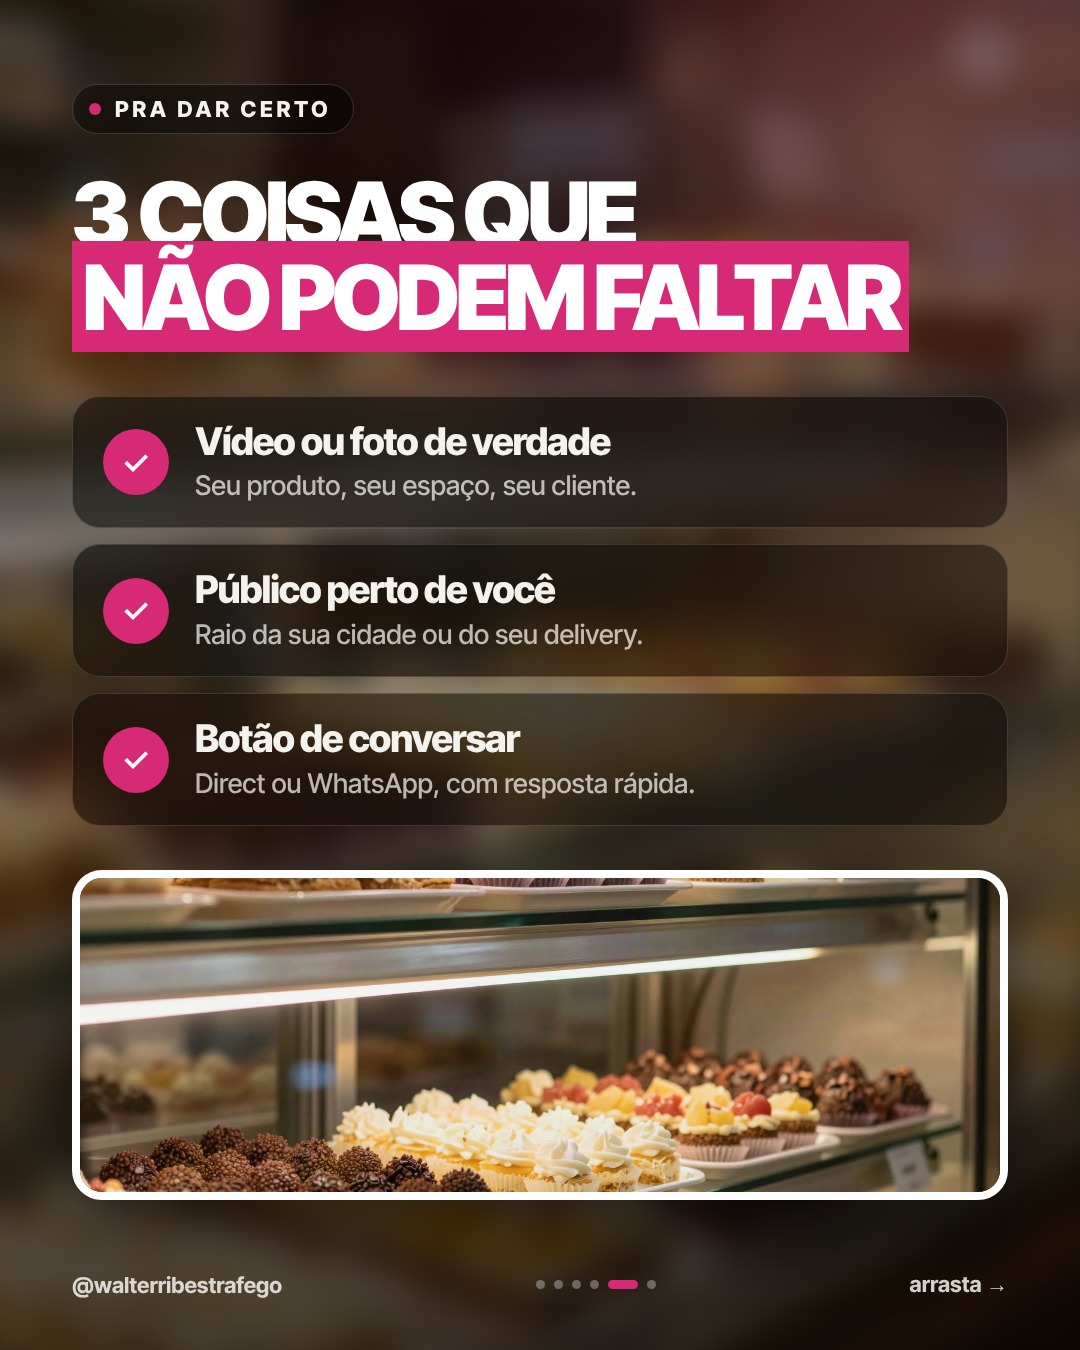 PRA DAR CERTO
3 COISAS QUE
NÃO PODEM FALTAR
Vídeo ou foto de verdade
Seu produto, seu espaço, seu cliente.
Público perto de você
Raio da sua cidade ou do seu delivery.
Botão de conversar
Direct ou WhatsApp, com resposta rápida.
@walterribestrafego
arrasta →